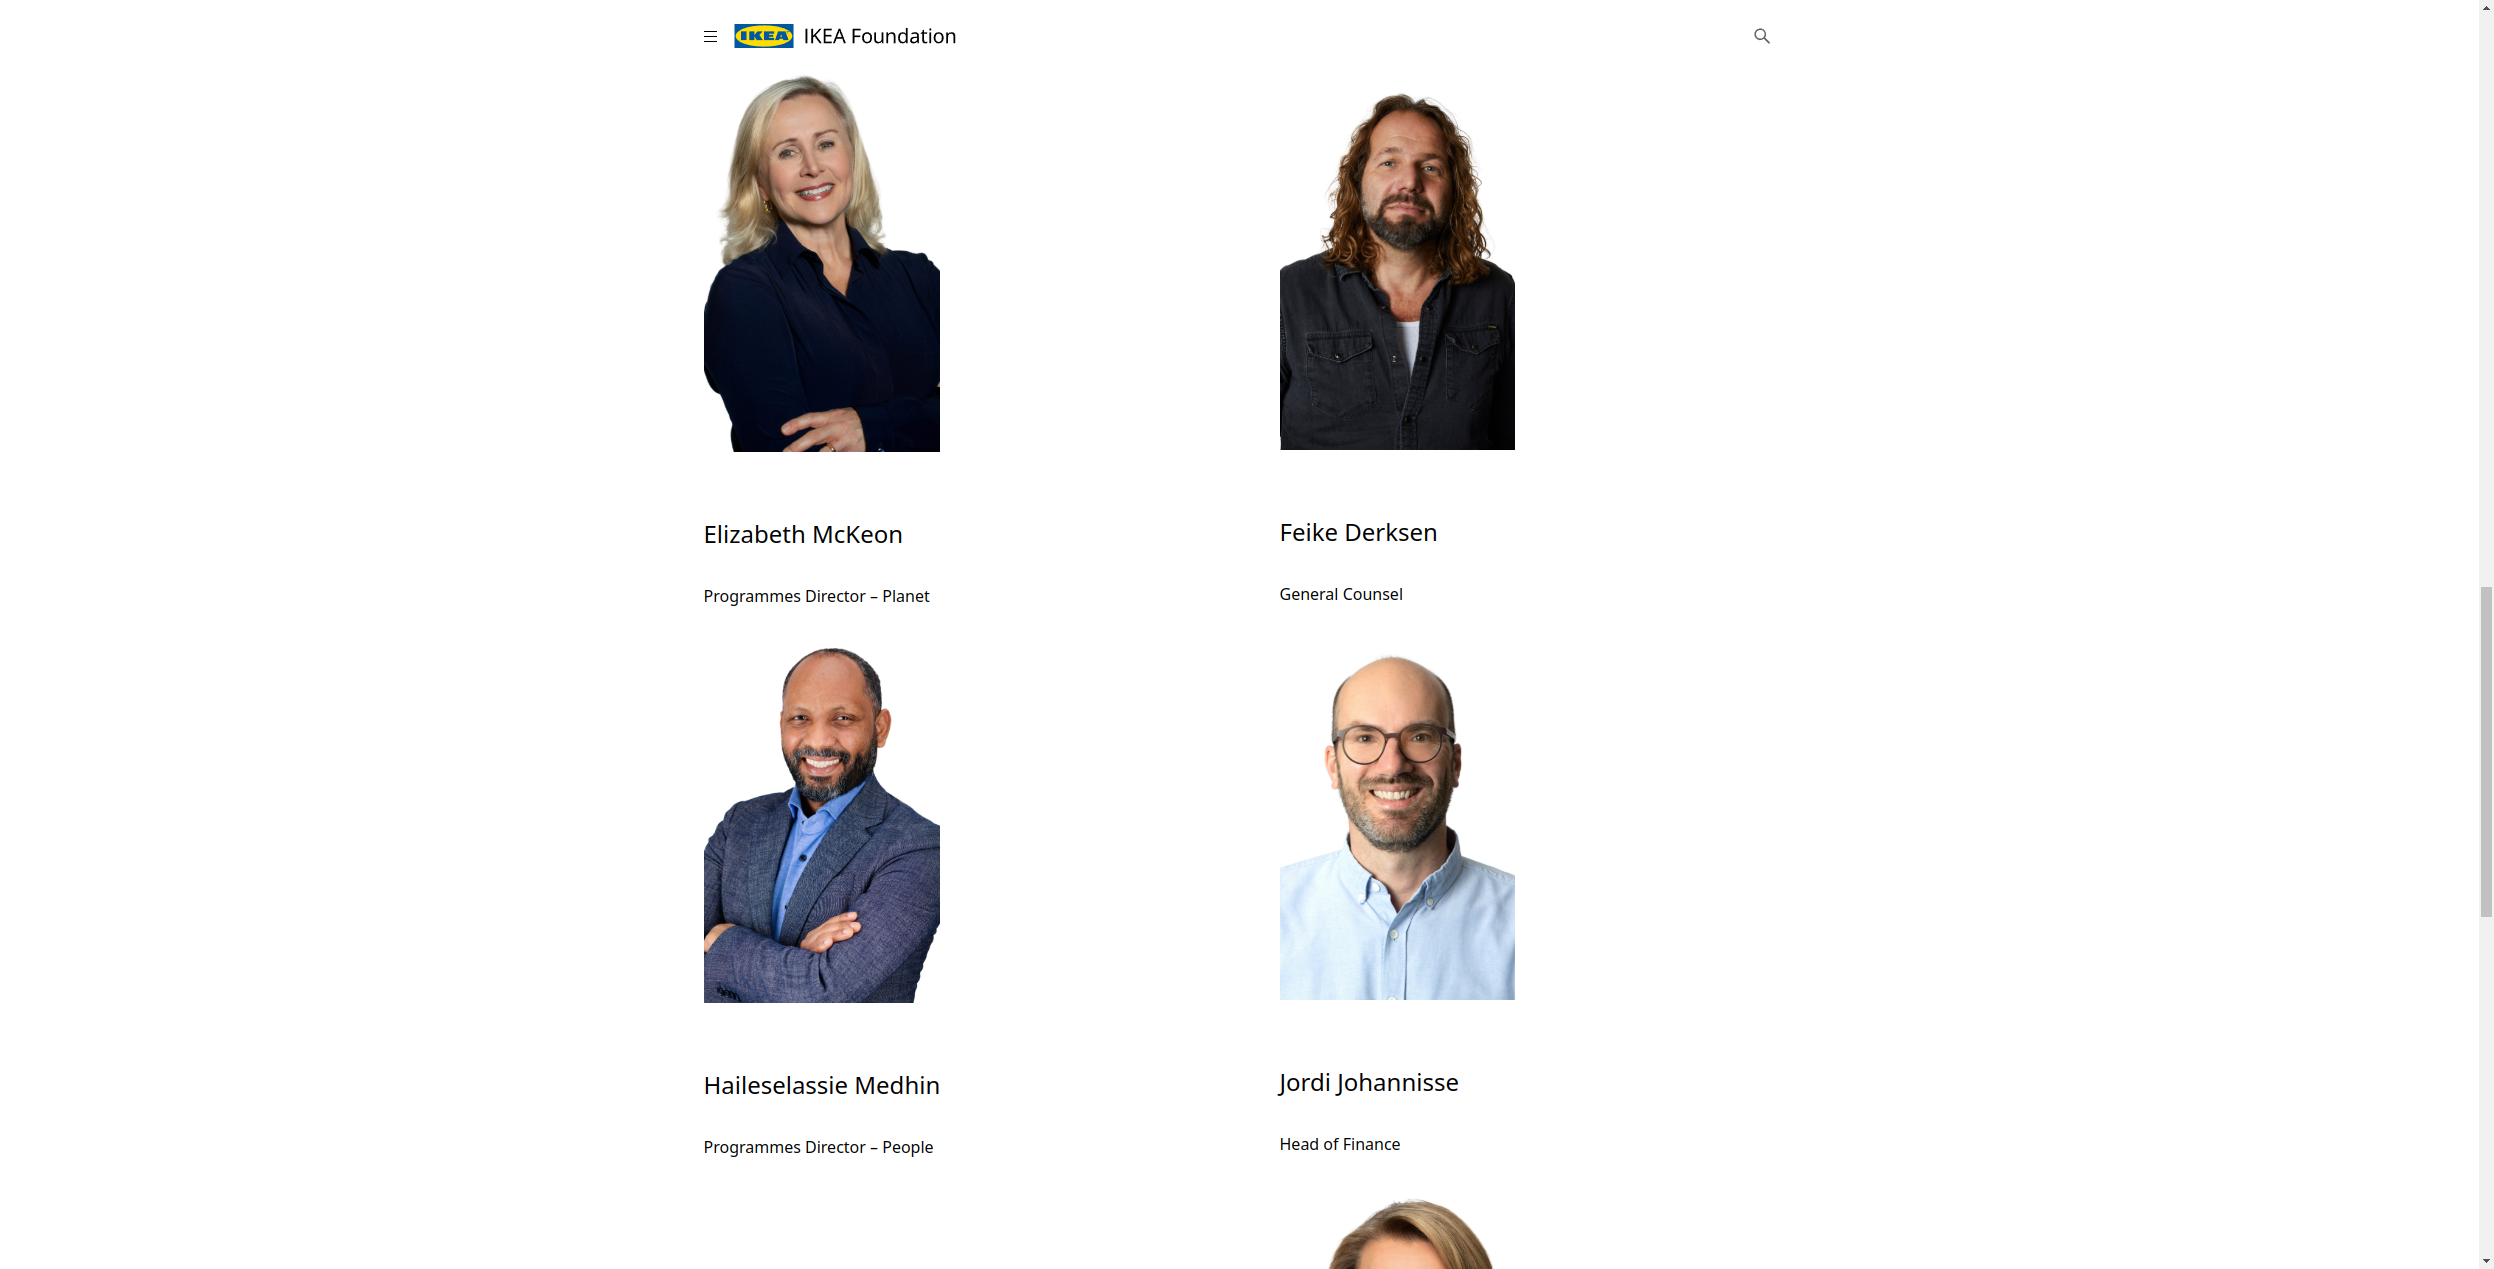 IKEA IKEA Foundation
Elizabeth McKeon
Programmes Director – Planet
Feike Derksen
General Counsel
Haileselassie Medhin
Programmes Director – People
Jordi Johannisse
Head of Finance